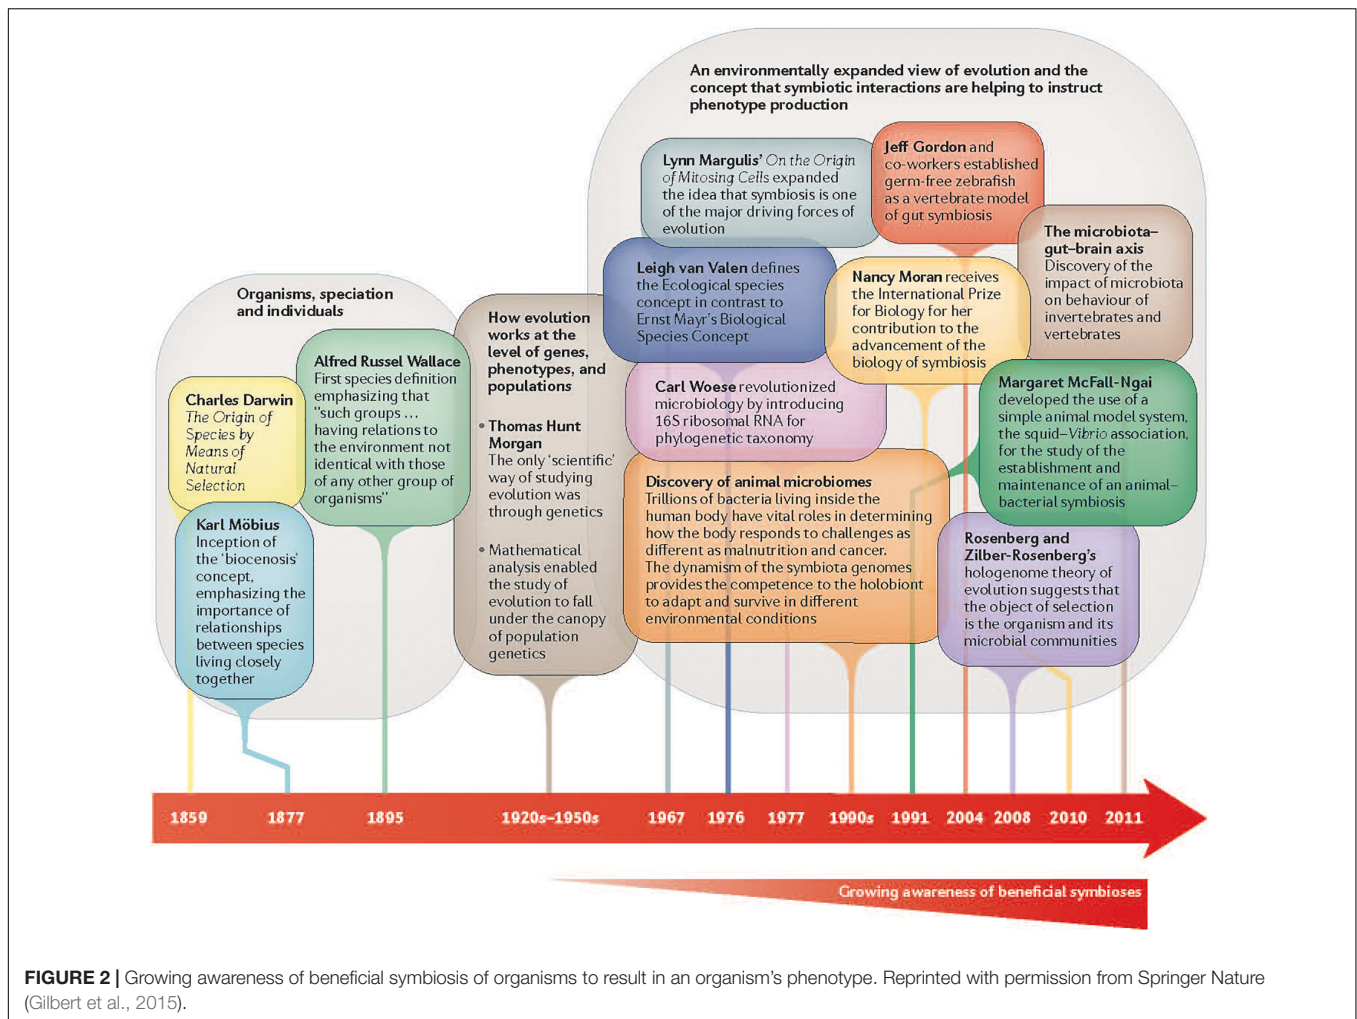 An environmentally expanded view of evolution and the
concept that symbiotic interactions are helping to instruct
phenotype production
Lynn Margulis' On the Origin
of Mitosing Cells expanded
the idea that symbiosis is one
of the major driving forces of
evolution
Jeff Gordon and
co-workers established
germ-free zebrafish
as a vertebrate model
of gut symbiosis
The microbiota–
gut–brain axis
Discovery of the
impact of microbiota
on behaviour of
invertebrates and
vertebrates
Leigh van Valen defines
the Ecological species
concept in contrast to
Ernst Mayr's Biological
Species Concept
Nancy Moran receives
the International Prize
for Biology for her
contribution to the
advancement of the
biology of symbiosis
Organisms, speciation
and individuals
How evolution
works at the
level of genes,
phenotypes, and
populations
• Thomas Hunt
Morgan
The only 'scientific'
way of studying
evolution was
through genetics
• Mathematical
analysis enabled
the study of
evolution to fall
under the canopy
of population
genetics
Alfred Russel Wallace
First species definition
emphasizing that
"such groups ...
having relations to
the environment not
identical with those
of any other group of
organisms"
Charles Darwin
The Origin of
Species by
Means of
Natural
Selection
Karl Möbius
Inception of
the 'biocenosis'
concept,
emphasizing the
importance of
relationships
between species
living closely
together
Carl Woese revolutionized
microbiology by introducing
16S ribosomal RNA for
phylogenetic taxonomy
Margaret McFall-Ngai
developed the use of a
simple animal model system,
the squid–Vibrio association,
for the study of the
establishment and
maintenance of an animal–
bacterial symbiosis
Discovery of animal microbiomes
Trillions of bacteria living inside the
human body have vital roles in determining
how the body responds to challenges as
different as malnutrition and cancer.
The dynamism of the symbiota genomes
provides the competence to the holobiont
to adapt and survive in different
environmental conditions
Rosenberg and
Zilber-Rosenberg's
hologenome theory of
evolution suggests that
the object of selection
is the organism and its
microbial communities
1859 1877 1895 1920s–1950s 1967 1976 1977 1990s 1991 2004 2008 2010 2011
Growing awareness of beneficial symbioses
FIGURE 2 | Growing awareness of beneficial symbiosis of organisms to result in an organism's phenotype. Reprinted with permission from Springer Nature
(Gilbert et al., 2015).